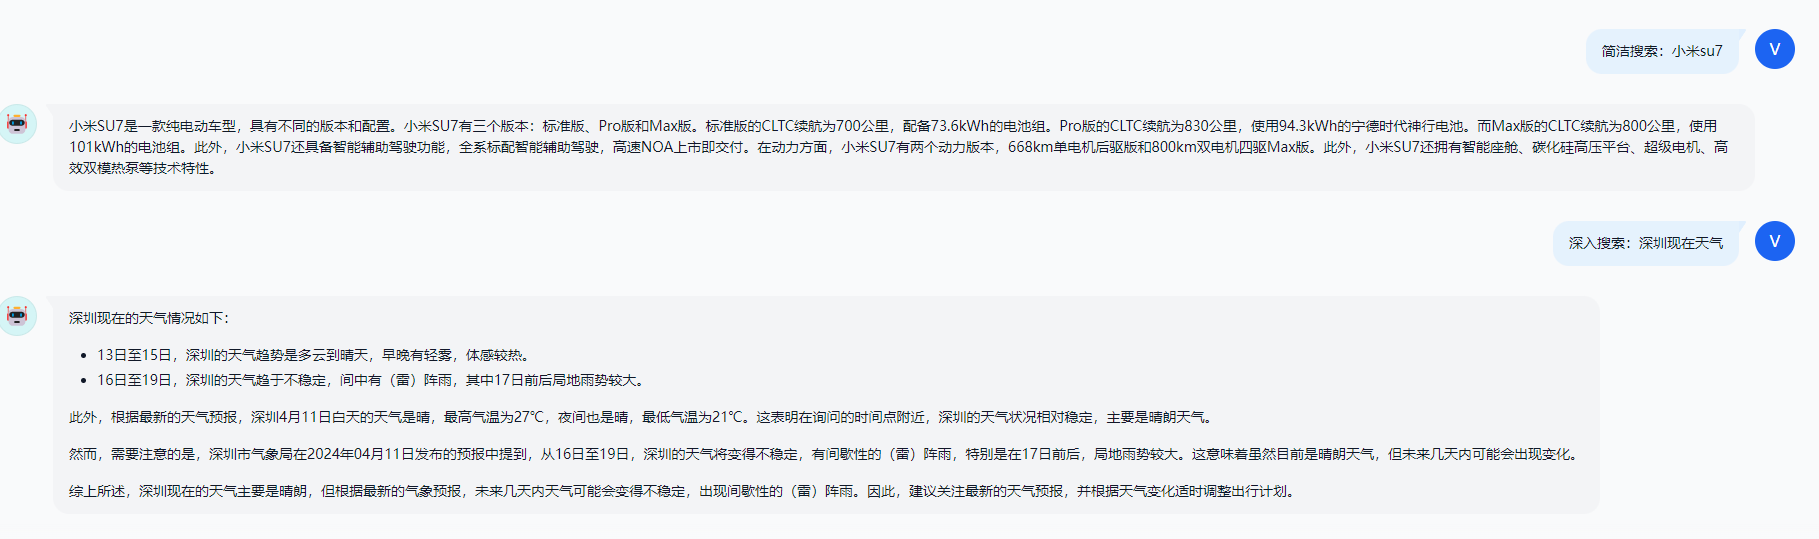 简洁搜索：小米su7
V
小米SU7是一款纯电动车型，具有不同的版本和配置。小米SU7有三个版本：标准版、Pro版和Max版。标准版的CLTC续航为700公里，配备73.6kWh的电池组。Pro版的CLTC续航为830公里，使用94.3kWh的宁德时代神行电池。而Max版的CLTC续航为800公里，使用
101kWh的电池组。此外，小米SU7还具备智能辅助驾驶功能，全系标配智能辅助驾驶，高速NOA上市即交付。在动力方面，小米SU7有两个动力版本，668km单电机后驱版和800km双电机四驱Max版。此外，小米SU7还拥有智能座舱、碳化硅高压平台、超级电机、高
效双模热泵等技术特性。
深入搜索：深圳现在天气
V
深圳现在的天气情况如下：
• 13日至15日，深圳的天气趋势是多云到晴天，早晚有轻雾，体感较热。
• 16日至19日，深圳的天气趋于不稳定，间中有（雷）阵雨，其中17日前后局地雨势较大。
此外，根据最新的天气预报，深圳4月11日白天的天气是晴，最高气温为27℃，夜间也是晴，最低气温为21℃。这表明在询问的时间点附近，深圳的天气状况相对稳定，主要是晴朗天气。
然而，需要注意的是，深圳市气象局在2024年04月11日发布的预报中提到，从16日至19日，深圳的天气将变得不稳定，有间歇性的（雷）阵雨，特别是在17日前后，局地雨势较大。这意味着虽然目前是晴朗天气，但未来几天内可能会出现变化。
综上所述，深圳现在的天气主要是晴朗，但根据最新的气象预报，未来几天内天气可能会变得不稳定，出现间歇性的（雷）阵雨。因此，建议关注最新的天气预报，并根据天气变化适时调整出行计划。